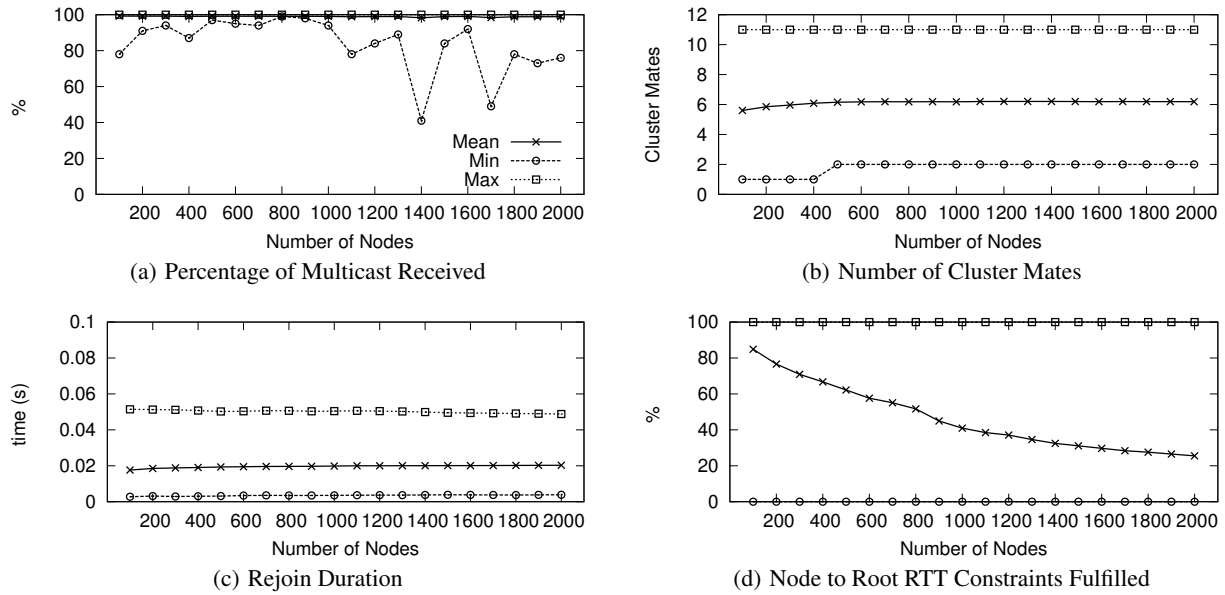 100
80
60
40
20
0
%
Mean
Min
Max
200 400 600 800 1000 1200 1400 1600 1800 2000
Number of Nodes
(a) Percentage of Multicast Received
12
10
8
6
4
2
0
Cluster Mates
200 400 600 800 1000 1200 1400 1600 1800 2000
Number of Nodes
(b) Number of Cluster Mates
0.1
0.08
0.06
0.04
0.02
0
time (s)
200 400 600 800 1000 1200 1400 1600 1800 2000
Number of Nodes
(c) Rejoin Duration
100
80
60
40
20
0
%
200 400 600 800 1000 1200 1400 1600 1800 2000
Number of Nodes
(d) Node to Root RTT Constraints Fulfilled